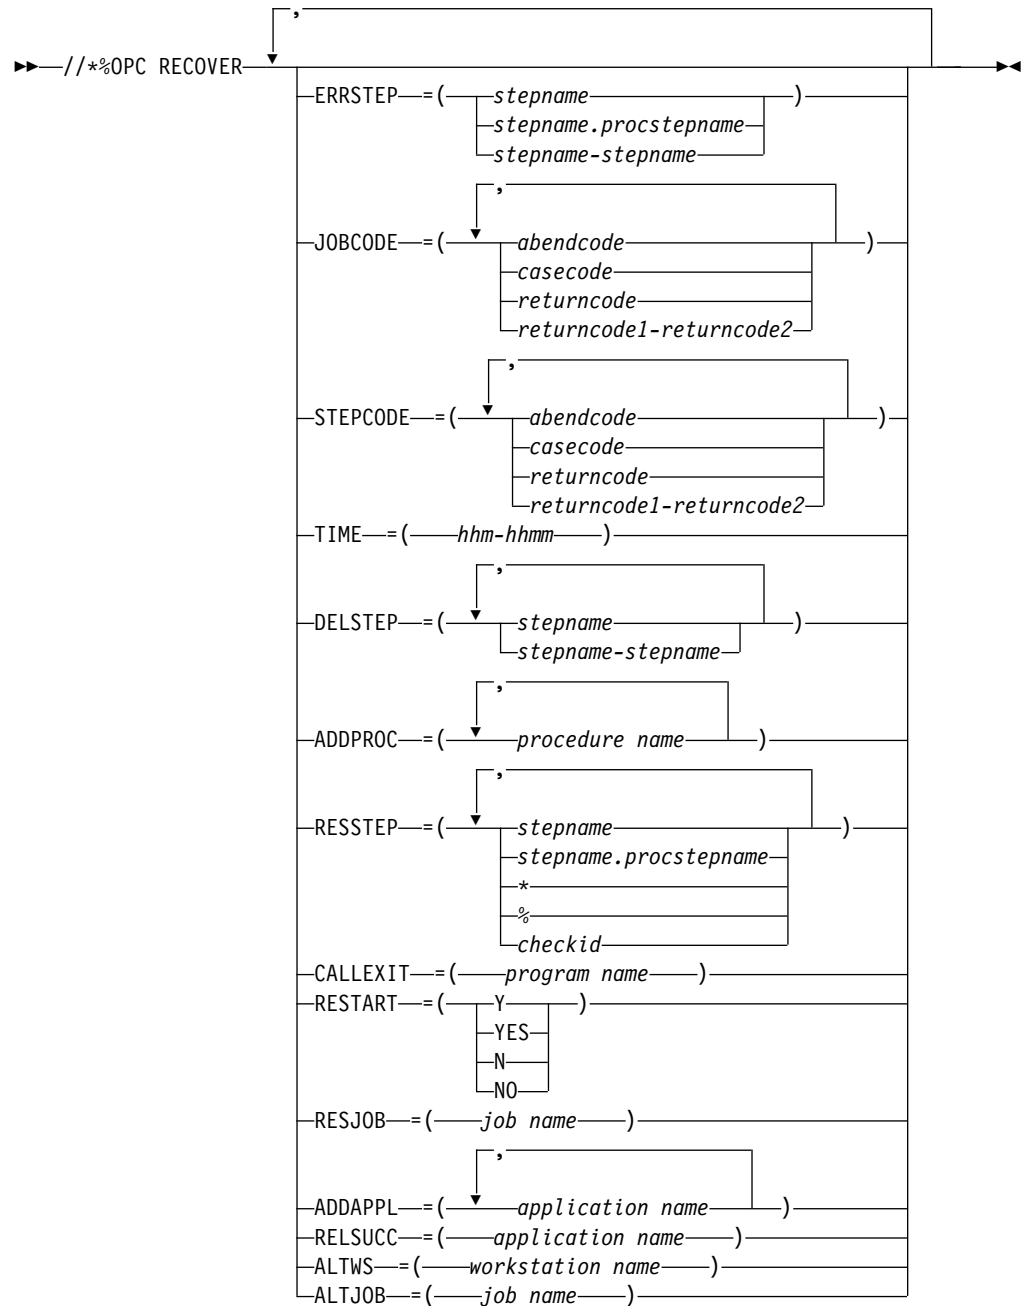 ,
►►—//*%OPC RECOVER—►◄
ERRSTEP—=(—stepname—)
stepname.procstepname
stepname-stepname
,
JOBCODE—=(—abendcode—)
casecode
returncode
returncode1-returncode2
,
STEPCODE—=(—abendcode—)
casecode
returncode
returncode1-returncode2
TIME—=(—hhm-hhmm—)
,
DELSTEP—=(—stepname—)
stepname-stepname
,
ADDPROC—=(—procedure name—)
,
RESSTEP—=(—stepname—)
stepname.procstepname
*
%
checkid
CALLEXIT—=(—program name—)
RESTART—=(—Y—)
YES
N
NO
RESJOB—=(—job name—)
,
ADDAPPL—=(—application name—)
RELSUCC—=(—application name—)
ALTWS—=(—workstation name—)
ALTJOB—=(—job name—)